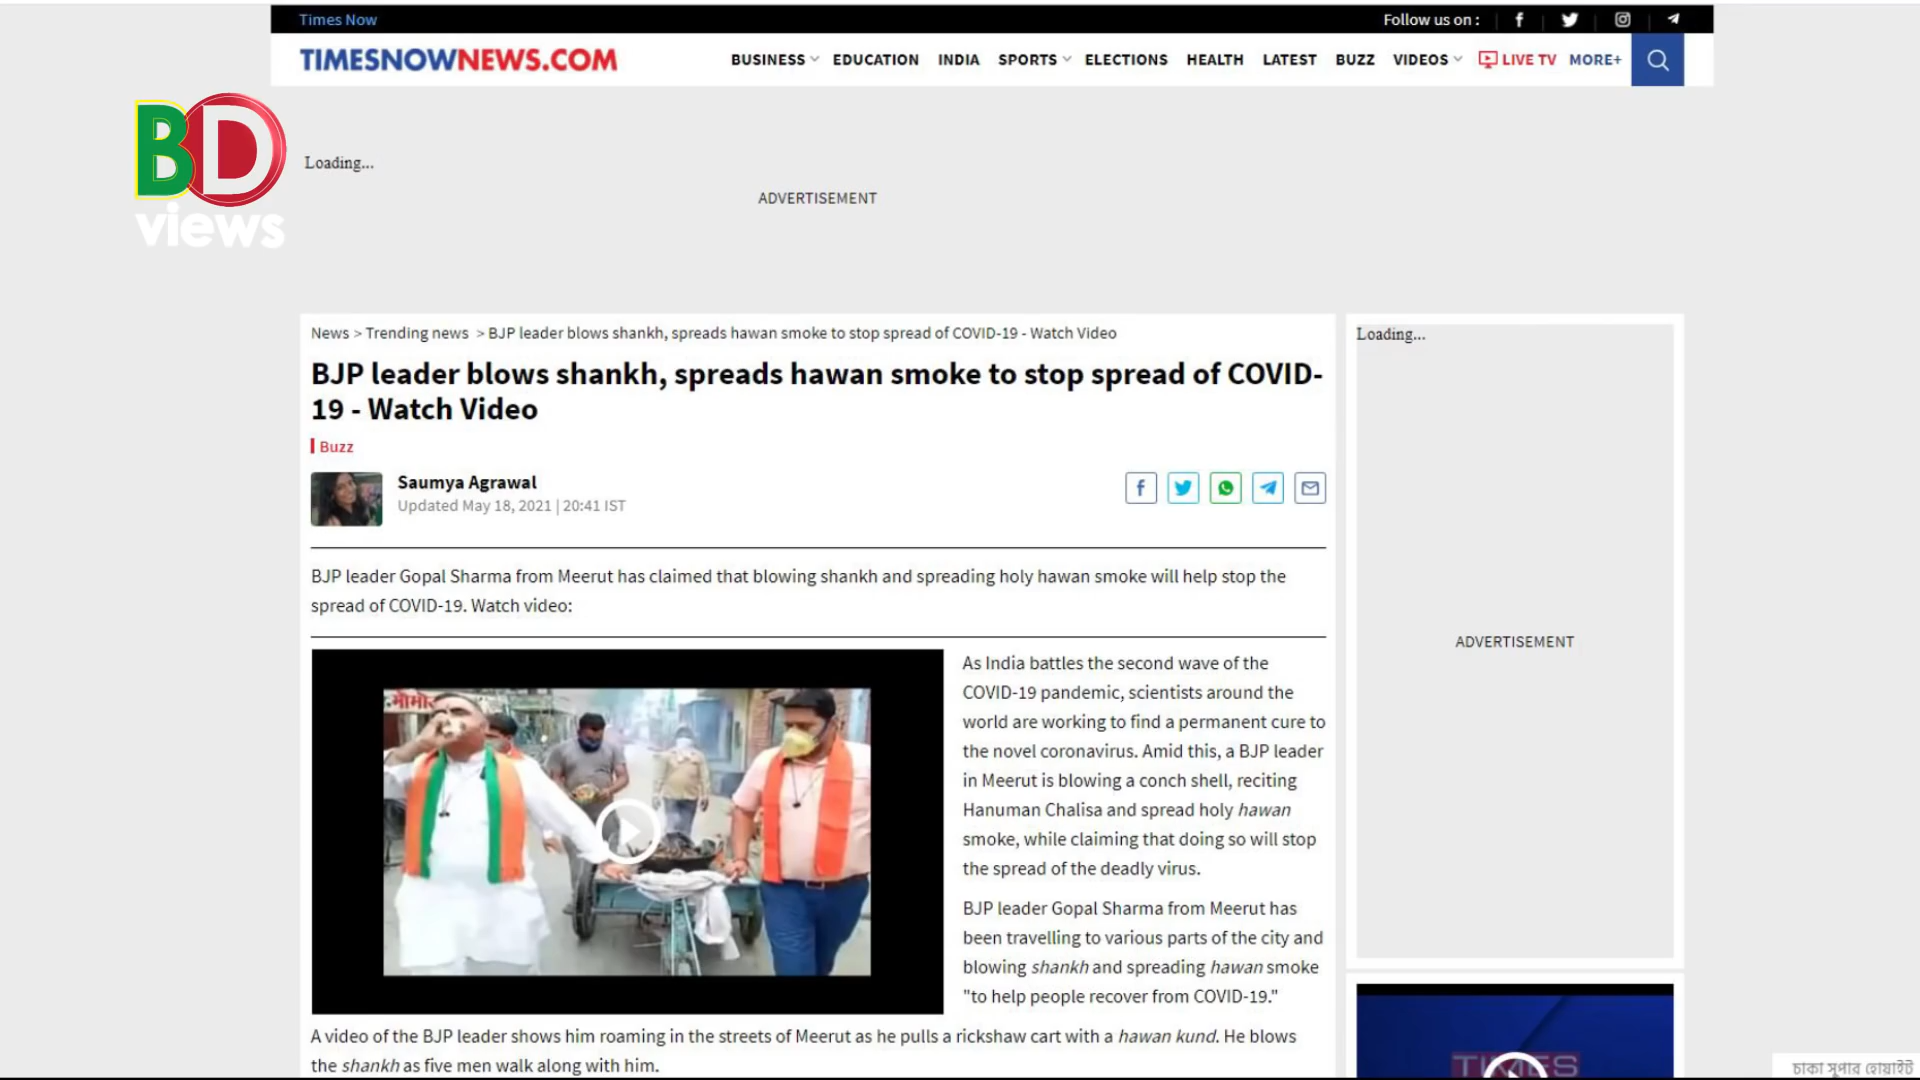 Times Now
Follow us on :
TIMESNOWNEWS.COM
BUSINESS EDUCATION INDIA SPORTS ELECTIONS HEALTH LATEST BUZZ VIDEOS LIVE TV MORE+
BD
views
Loading...
ADVERTISEMENT
News > Trending news > BJP leader blows shankh, spreads hawan smoke to stop spread of COVID-19 - Watch Video
BJP leader blows shankh, spreads hawan smoke to stop spread of COVID-
19 - Watch Video
Buzz
Saumya Agrawal
Updated May 18, 2021 | 20:41 IST
BJP leader Gopal Sharma from Meerut has claimed that blowing shankh and spreading holy hawan smoke will help stop the
spread of COVID-19. Watch video:
As India battles the second wave of the
COVID-19 pandemic, scientists around the
world are working to find a permanent cure to
the novel coronavirus. Amid this, a BJP leader
in Meerut is blowing a conch shell, reciting
Hanuman Chalisa and spread holy hawan
smoke, while claiming that doing so will stop
the spread of the deadly virus.
BJP leader Gopal Sharma from Meerut has
been travelling to various parts of the city and
blowing shankh and spreading hawan smoke
"to help people recover from COVID-19."
A video of the BJP leader shows him roaming in the streets of Meerut as he pulls a rickshaw cart with a hawan kund. He blows
the shankh as five men walk along with him.
Loading...
ADVERTISEMENT
TIMES
চাকা সুপার হোয়াইট